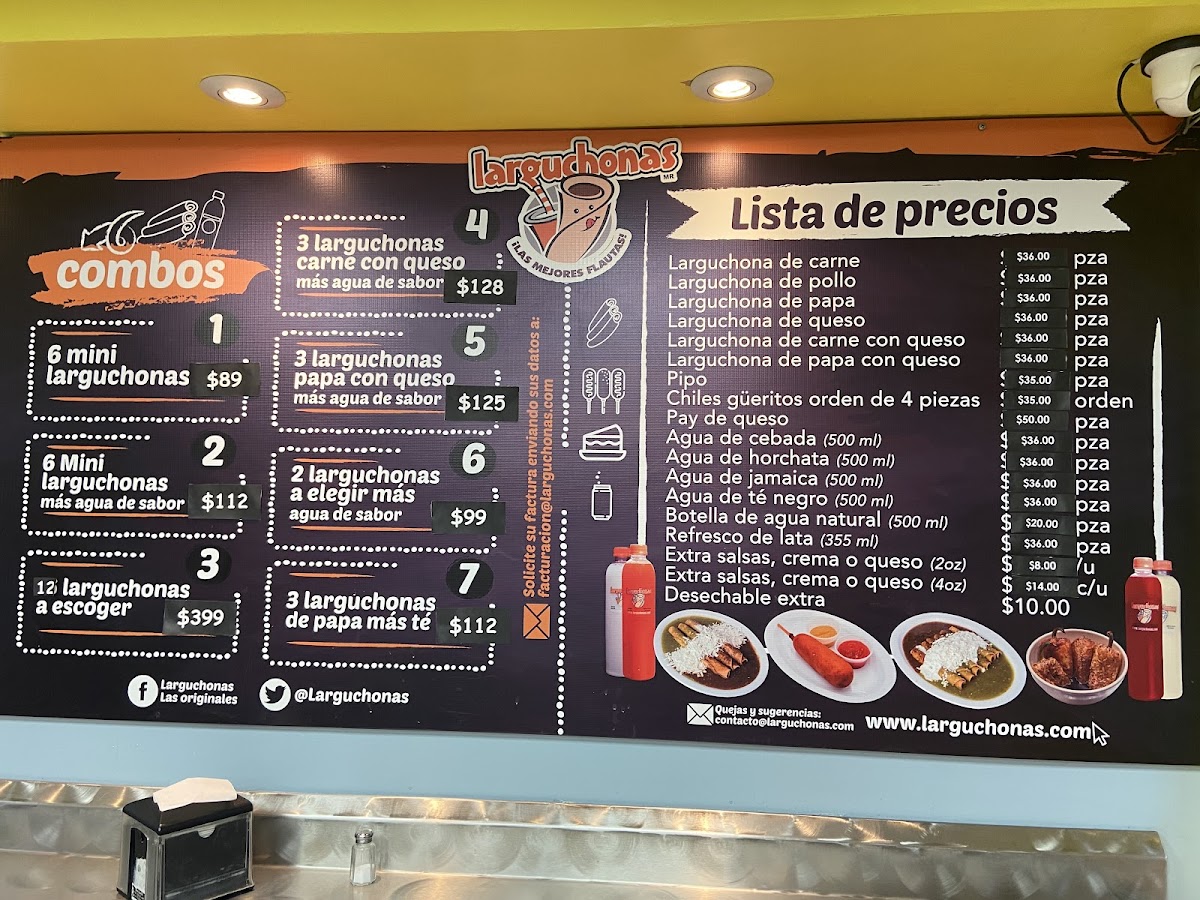 larguchonas
MR
¡LAS MEJORES FLAUTAS!
combos
1
6 mini
larguchonas
$89
2
6 Mini
larguchonas
más agua de sabor
$112
3
12 larguchonas
a escoger
$399
4
3 larguchonas
carne con queso
más agua de sabor
$128
5
3 larguchonas
papa con queso
más agua de sabor
$125
6
2 larguchonas
a elegir más
agua de sabor
$99
7
3 larguchonas
de papa más té
$112
Solicite su factura enviando sus datos a:
facturacion@larguchonas.com
Larguchonas
Las originales
@Larguchonas
Lista de precios
Larguchona de carne $36.00 pza
Larguchona de pollo $36.00 pza
Larguchona de papa $36.00 pza
Larguchona de queso $36.00 pza
Larguchona de carne con queso $36.00 pza
Larguchona de papa con queso $36.00 pza
Pipo $35.00 pza
Chiles güeritos orden de 4 piezas $35.00 orden
Pay de queso $50.00 pza
Agua de cebada (500 ml) $36.00 pza
Agua de horchata (500 ml) $36.00 pza
Agua de jamaica (500 ml) $36.00 pza
Agua de té negro (500 ml) $36.00 pza
Botella de agua natural (500 ml) $20.00 pza
Refresco de lata (355 ml) $36.00 pza
Extra salsas, crema o queso (2oz) $8.00 /u
Extra salsas, crema o queso (4oz) $14.00 c/u
Desechable extra $10.00
Quejas y sugerencias:
contacto@larguchonas.com
www.larguchonas.com